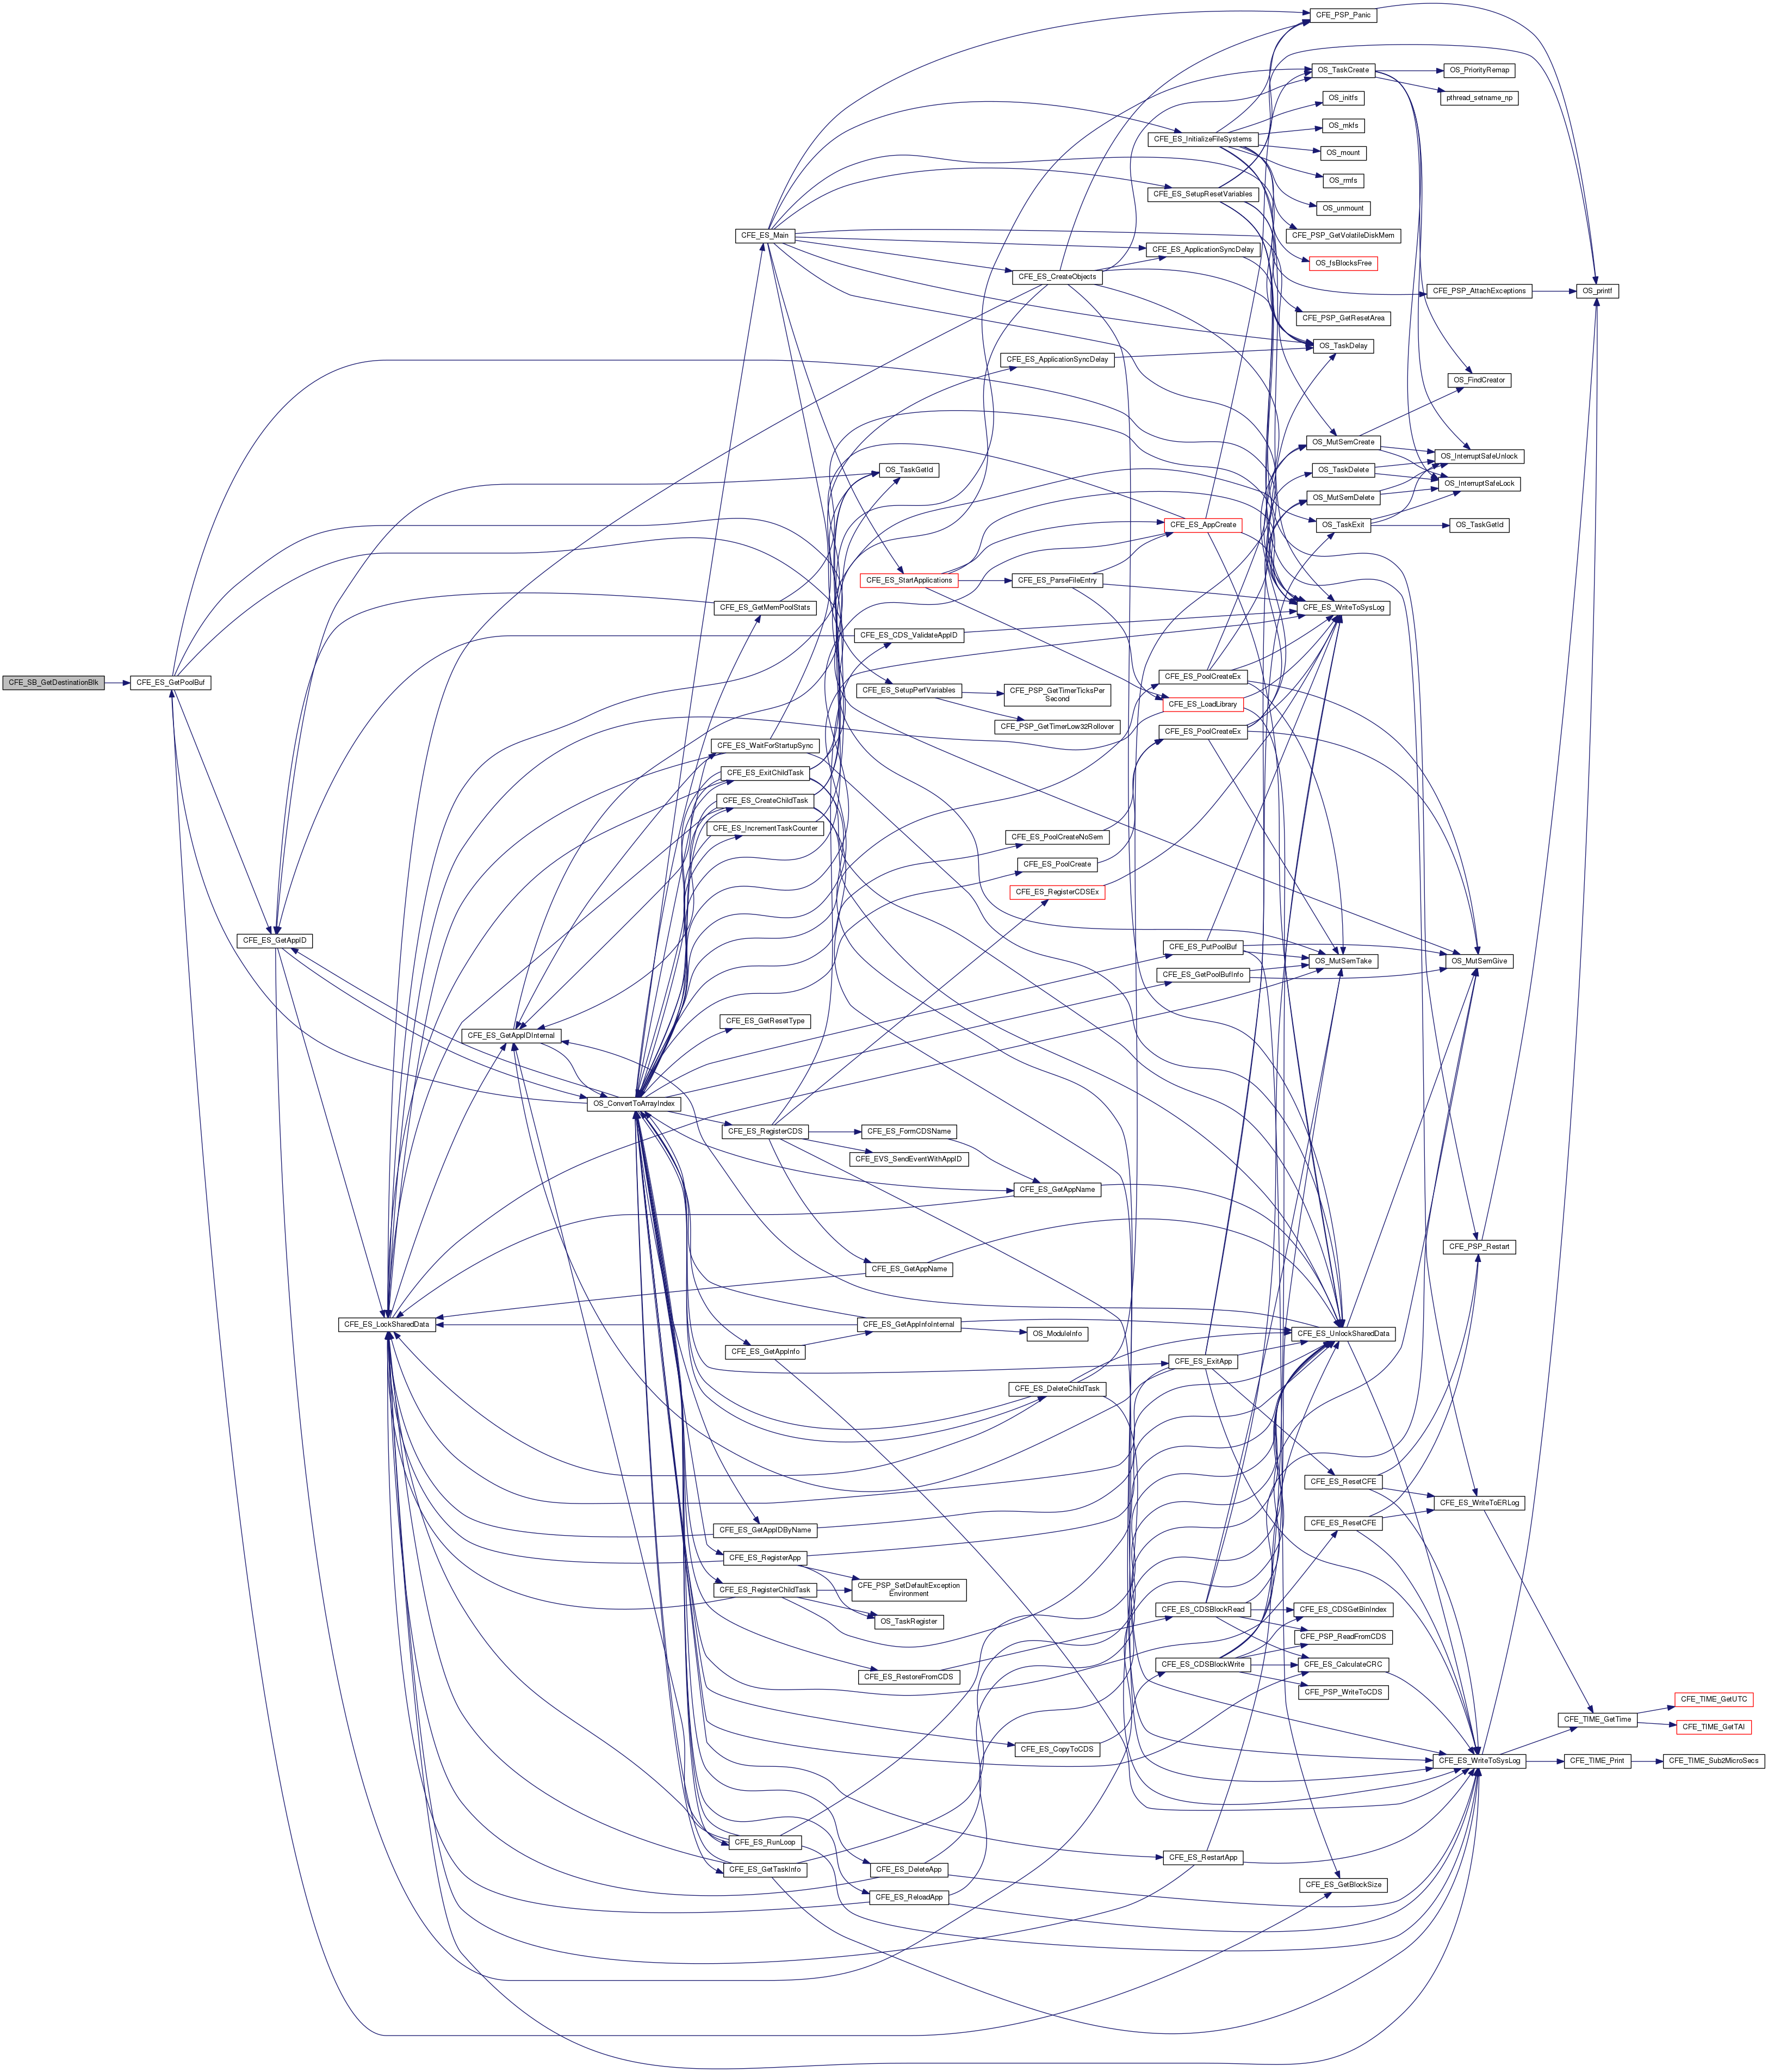 CFE_PSP_Panic
OS_TaskCreate
OS_PriorityRemap
OS_initfs
pthread_setname_np
OS_mkfs
CFE_ES_InitializeFileSystems
OS_mount
OS_rmfs
CFE_ES_SetupResetVariables
OS_unmount
CFE_ES_Main
CFE_PSP_GetVolatileDiskMem
CFE_ES_ApplicationSyncDelay
OS_fsBlocksFree
CFE_ES_CreateObjects
CFE_PSP_AttachExceptions
OS_printf
CFE_PSP_GetResetArea
OS_TaskDelay
CFE_ES_ApplicationSyncDelay
OS_FindCreator
OS_MutSemCreate
OS_InterruptSafeUnlock
OS_TaskGetId
OS_TaskDelete
OS_InterruptSafeLock
OS_MutSemDelete
CFE_ES_AppCreate
OS_TaskExit
OS_TaskGetId
CFE_ES_StartApplications
CFE_ES_ParseFileEntry
CFE_ES_GetMemPoolStats
CFE_ES_WriteToSysLog
CFE_ES_CDS_ValidateAppID
CFE_SB_GetDestinationBlk
CFE_ES_GetPoolBuf
CFE_ES_PoolCreateEx
CFE_ES_SetupPerfVariables
CFE_PSP_GetTimerTicksPer
Second
CFE_ES_LoadLibrary
CFE_PSP_GetTimerLow32Rollover
CFE_ES_PoolCreateEx
CFE_ES_WaitForStartupSync
CFE_ES_ExitChildTask
CFE_ES_CreateChildTask
CFE_ES_IncrementTaskCounter
CFE_ES_PoolCreateNoSem
CFE_ES_PoolCreate
CFE_ES_RegisterCDSEx
CFE_ES_GetAppID
CFE_ES_PutPoolBuf
OS_MutSemTake
OS_MutSemGive
CFE_ES_GetPoolBufInfo
CFE_ES_GetResetType
CFE_ES_GetAppIDInternal
OS_ConvertToArrayIndex
CFE_ES_RegisterCDS
CFE_ES_FormCDSName
CFE_EVS_SendEventWithAppID
CFE_ES_GetAppName
CFE_PSP_Restart
CFE_ES_GetAppName
CFE_ES_LockSharedData
CFE_ES_GetAppInfoInternal
OS_ModuleInfo
CFE_ES_UnlockSharedData
CFE_ES_GetAppInfo
CFE_ES_ExitApp
CFE_ES_DeleteChildTask
CFE_ES_ResetCFE
CFE_ES_WriteToERLog
CFE_ES_ResetCFE
CFE_ES_GetAppIDByName
CFE_ES_RegisterApp
CFE_ES_RegisterChildTask
CFE_PSP_SetDefaultException
Environment
OS_TaskRegister
CFE_ES_CDSBlockRead
CFE_ES_CDSGetBinIndex
CFE_PSP_ReadFromCDS
CFE_ES_RestoreFromCDS
CFE_ES_CDSBlockWrite
CFE_ES_CalculateCRC
CFE_PSP_WriteToCDS
CFE_TIME_GetUTC
CFE_TIME_GetTime
CFE_TIME_GetTAI
CFE_ES_CopyToCDS
CFE_ES_WriteToSysLog
CFE_TIME_Print
CFE_TIME_Sub2MicroSecs
CFE_ES_RunLoop
CFE_ES_GetTaskInfo
CFE_ES_RestartApp
CFE_ES_DeleteApp
CFE_ES_GetBlockSize
CFE_ES_ReloadApp